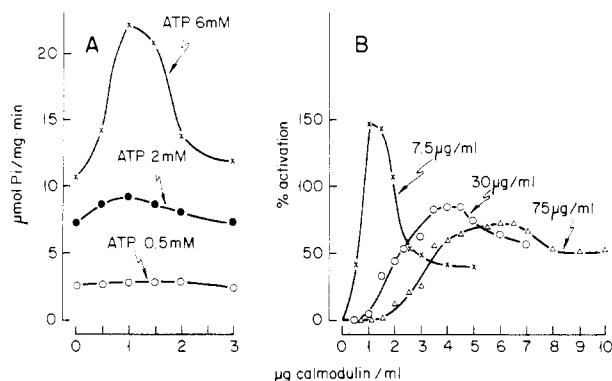 A
B
ATP 6mM
ATP 2mM
ATP 0.5mM
7.5µg/ml
30µg/ml
75µg/ml
µmol Pi/mg min
20
15
10
5
0
0 1 2 3
% activation
150
100
50
0
0 1 2 3 4 5 6 7 8 9 10
µg calmodulin/ml